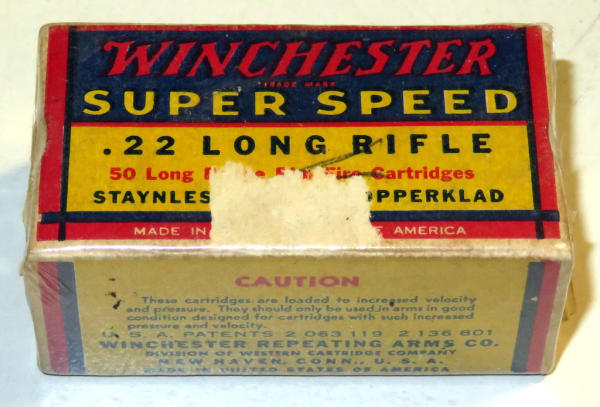 WINCHESTER
TRADE MARK
SUPER SPEED
.22 LONG RIFLE
50 Long Fire Cartridges
STAYNLES OPPERKLAD
MADE IN AMERICA
CAUTION
These cartridges are loaded to increased velocity
and pressure. They should only be used in arms in good
condition designed for cartridges with such increased
pressure and velocity.
U.S.A. PATENTS 2 063 119 2 136 801
WINCHESTER REPEATING ARMS CO.
DIVISION OF WESTERN CARTRIDGE COMPANY
NEW HAVEN, CONN., U.S.A.
MADE IN UNITED STATES OF AMERICA